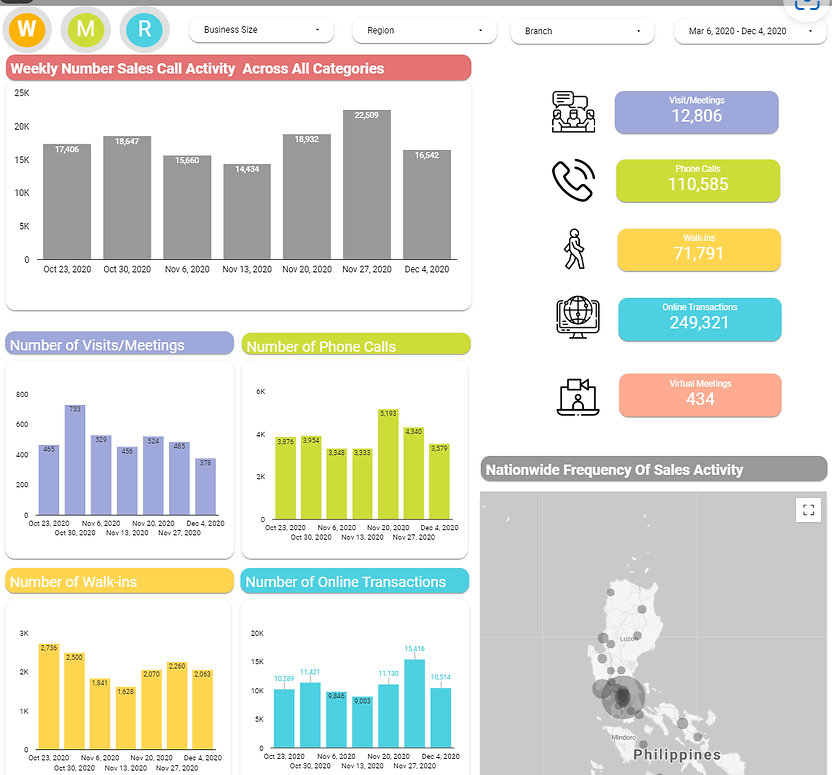 W M R
Business Size
Region
Branch
Mar 6, 2020 - Dec 4, 2020
Weekly Number Sales Call Activity Across All Categories
25K
20K
15K
10K
5K
0
17,406
18,647
15,660
14,434
18,932
22,509
16,542
Oct 23, 2020 Oct 30, 2020 Nov 6, 2020 Nov 13, 2020 Nov 20, 2020 Nov 27, 2020 Dec 4, 2020
Visit/Meetings
12,806
Phone Calls
110,585
Walk-ins
71,791
Online Transactions
249,321
Virtual Meetings
434
Number of Visits/Meetings
800
600
400
200
0
465
733
529
456
524
485
378
Oct 23, 2020 Nov 6, 2020 Nov 20, 2020 Dec 4, 2020
Oct 30, 2020 Nov 13, 2020 Nov 27, 2020
Number of Phone Calls
6K
4K
2K
0
3,876
3,954
3,348
3,333
5,193
4,340
3,579
Oct 23, 2020 Nov 6, 2020 Nov 20, 2020 Dec 4, 2020
Oct 30, 2020 Nov 13, 2020 Nov 27, 2020
Nationwide Frequency Of Sales Activity
Luzon
Mindoro
Philippines
Number of Walk-ins
3K
2K
1K
0
2,736
2,500
1,841
1,628
2,070
2,260
2,063
Oct 23, 2020 Nov 6, 2020 Nov 20, 2020 Dec 4, 2020
Oct 30, 2020 Nov 13, 2020 Nov 27, 2020
Number of Online Transactions
20K
15K
10K
5K
0
10,289
11,421
9,846
9,003
11,130
15,416
10,514
Oct 23, 2020 Nov 6, 2020 Nov 20, 2020 Dec 4, 2020
Oct 30, 2020 Nov 13, 2020 Nov 27, 2020